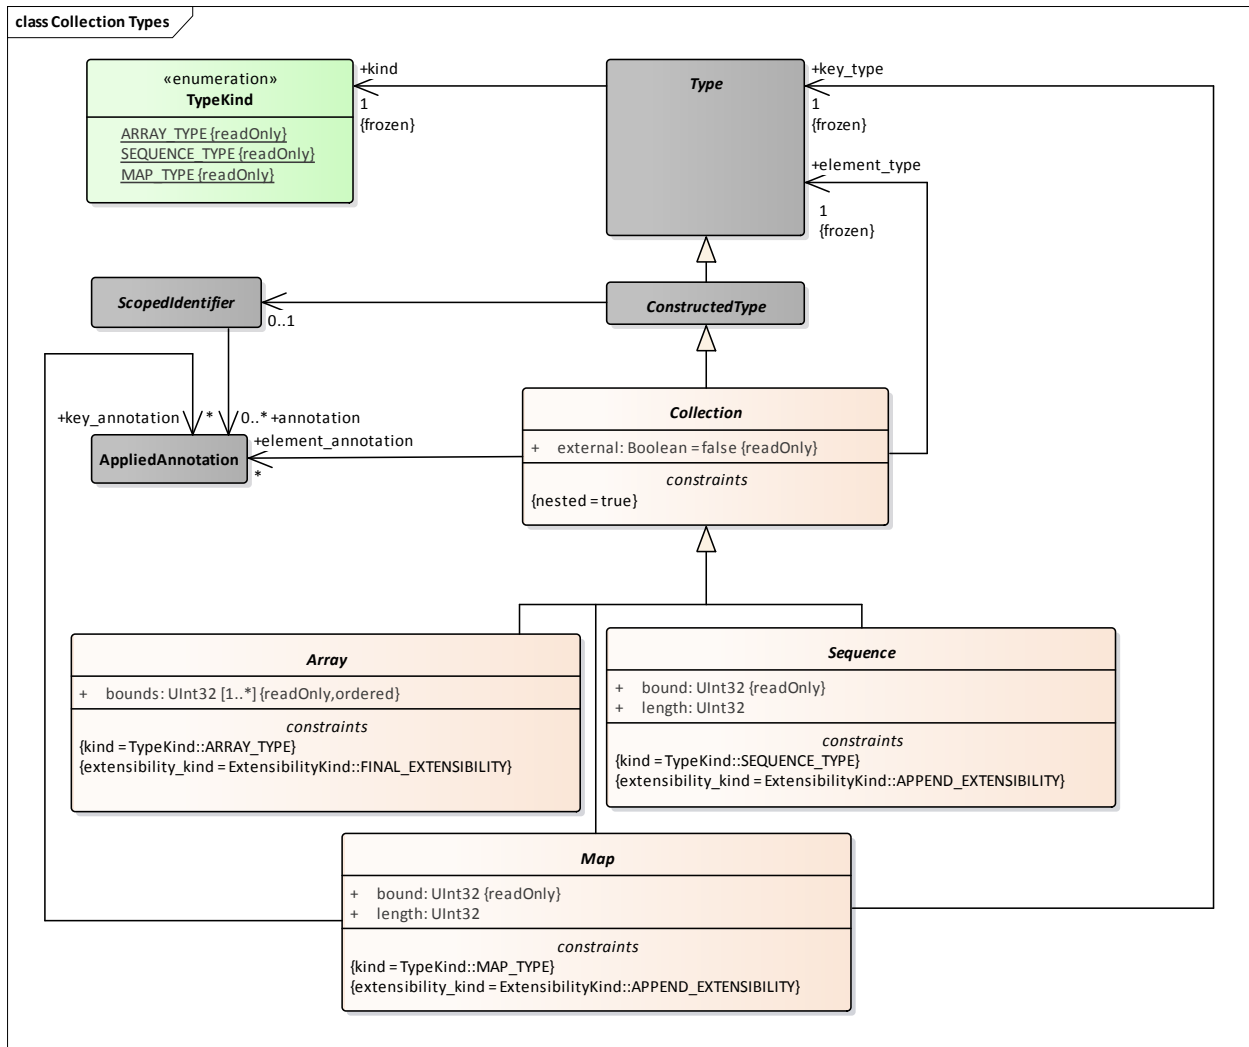 class Collection Types
«enumeration»
TypeKind
ARRAY_TYPE {readOnly}
SEQUENCE_TYPE {readOnly}
MAP_TYPE {readOnly}
+kind
1
{frozen}
Type
+key_type
1
{frozen}
+element_type
1
{frozen}
ScopedIdentifier
0..1
ConstructedType
+key_annotation
*
0..* +annotation
+element_annotation
*
AppliedAnnotation
Collection
+ external: Boolean = false {readOnly}
constraints
{nested = true}
Array
+ bounds: UInt32 [1..*] {readOnly,ordered}
constraints
{kind = TypeKind::ARRAY_TYPE}
{extensibility_kind = ExtensibilityKind::FINAL_EXTENSIBILITY}
Sequence
+ bound: UInt32 {readOnly}
+ length: UInt32
constraints
{kind = TypeKind::SEQUENCE_TYPE}
{extensibility_kind = ExtensibilityKind::APPEND_EXTENSIBILITY}
Map
+ bound: UInt32 {readOnly}
+ length: UInt32
constraints
{kind = TypeKind::MAP_TYPE}
{extensibility_kind = ExtensibilityKind::APPEND_EXTENSIBILITY}